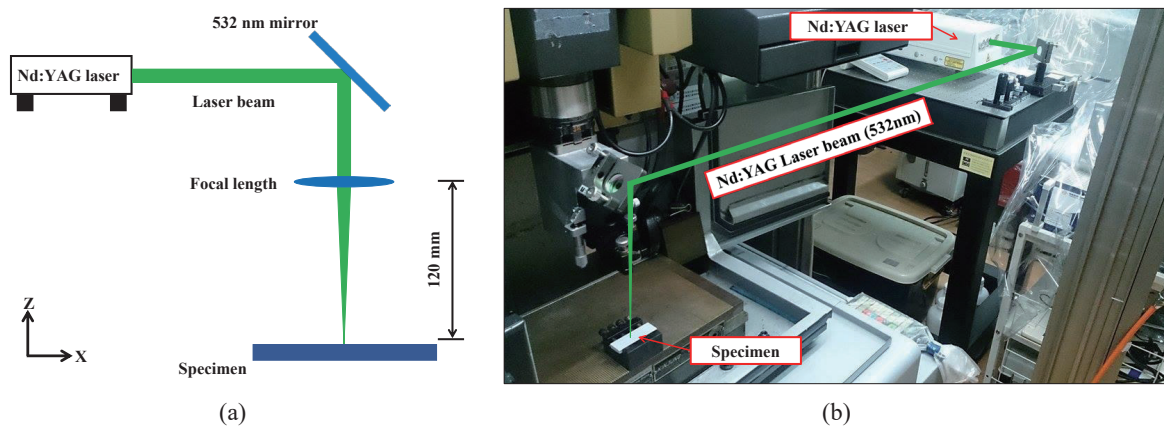 532 nm mirror
Nd:YAG laser
Laser beam
Focal length
120 mm
Z
X
Specimen
(a)
Nd:YAG laser
Nd:YAG Laser beam (532nm)
Specimen
(b)